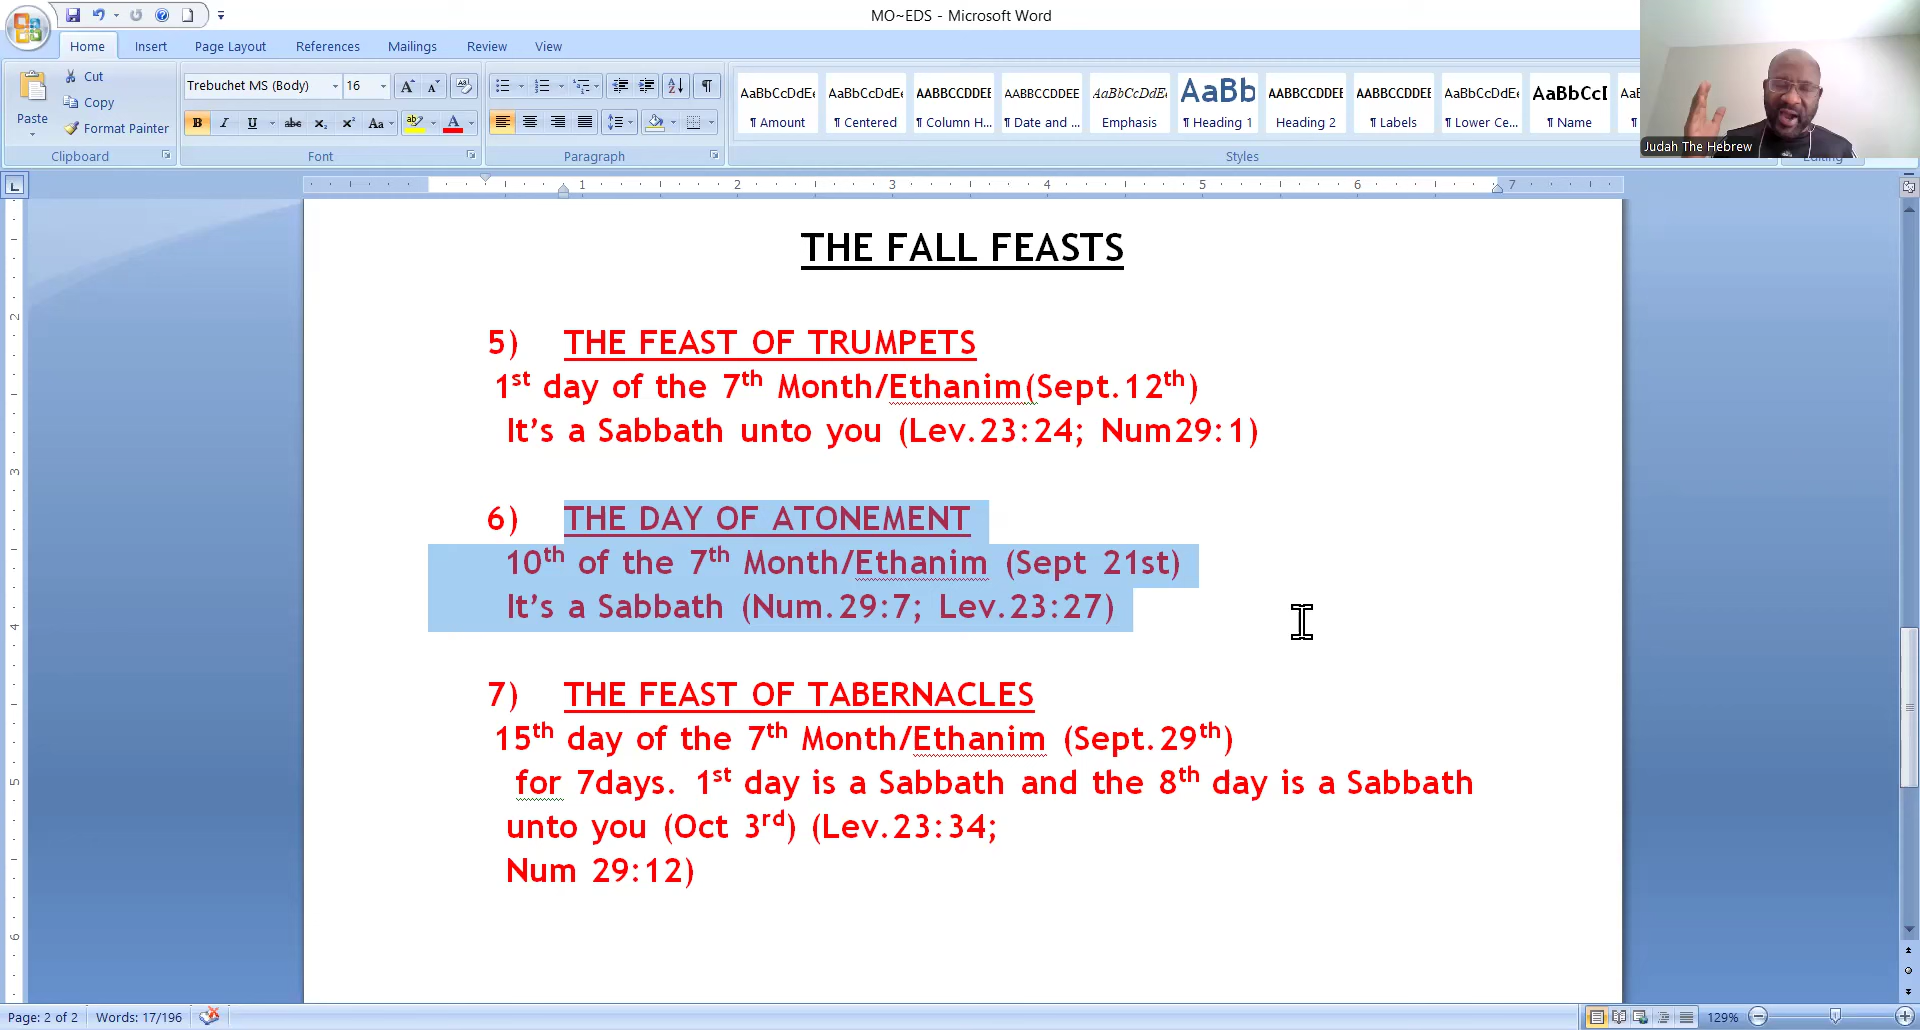 MO~EDS - Microsoft Word
Home Insert Page Layout References Mailings Review View
Cut
Copy
Format Painter
Paste
Clipboard
Trebuchet MS (Body) 16
Font
Paragraph
AaBbCcDdEe AaBbCcDdEe AABBCCDDEE AABBCCDDEE AaBbCcDdEe AaBb AABBCCDDEE AABBCCDDEE AaBbCcDdEe AaBbCcI
¶ Amount ¶ Centered ¶ Column H... ¶ Date and ... Emphasis ¶ Heading 1 Heading 2 ¶ Labels ¶ Lower Ce... ¶ Name
Styles
Judah The Hebrew
1 2 3 4 5 6 7
THE FALL FEASTS
5) THE FEAST OF TRUMPETS
1st day of the 7th Month/Ethanim(Sept.12th)
It's a Sabbath unto you (Lev.23:24; Num29:1)
6) THE DAY OF ATONEMENT
10th of the 7th Month/Ethanim (Sept 21st)
It's a Sabbath (Num.29:7; Lev.23:27)
7) THE FEAST OF TABERNACLES
15th day of the 7th Month/Ethanim (Sept.29th)
for 7days. 1st day is a Sabbath and the 8th day is a Sabbath
unto you (Oct 3rd) (Lev.23:34;
Num 29:12)
Page: 2 of 2 Words: 17/196
129%